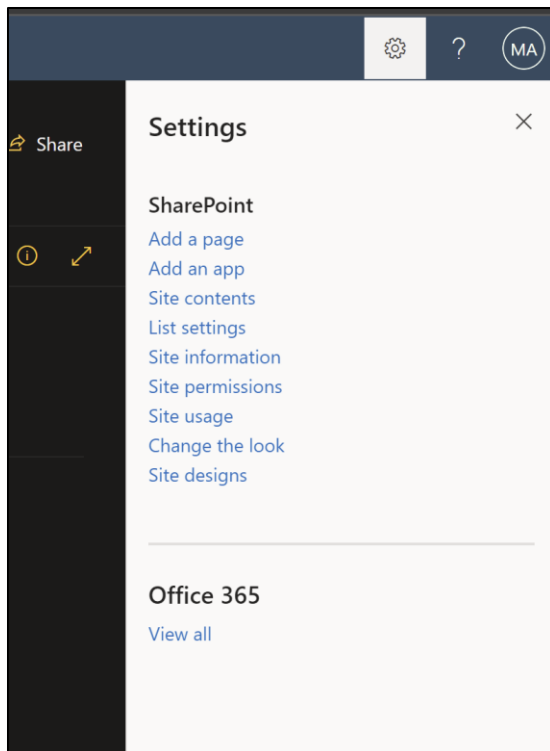 ?
MA
Share
Settings
SharePoint
Add a page
Add an app
Site contents
List settings
Site information
Site permissions
Site usage
Change the look
Site designs
Office 365
View all